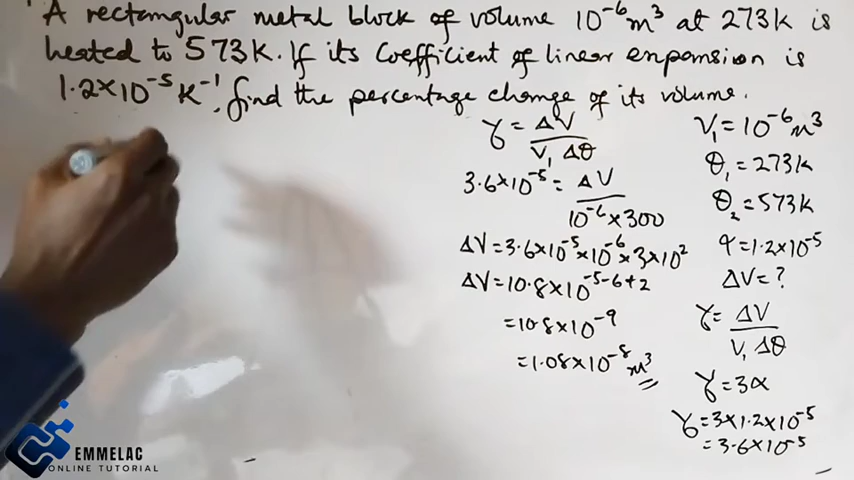 A rectangular metal block of volume 10⁻⁶m³ at 273K is
heated to 573K. If its Coefficient of linear expansion is
1.2×10⁻⁵K⁻¹, find the percentage change of its volume.
γ = ΔV / V₁ Δθ
3.6×10⁻⁵ = ΔV / 10⁻⁶×300
ΔV = 3.6×10⁻⁵×10⁻⁶×3×10²
ΔV = 10.8×10⁻⁵⁻⁶⁺²
= 10.8×10⁻⁹
= 1.08×10⁻⁸m³
V₁ = 10⁻⁶m³
θ₁ = 273K
θ₂ = 573K
α = 1.2×10⁻⁵
ΔV = ?
γ = ΔV / V₁ Δθ
γ = 3α
γ = 3×1.2×10⁻⁵
= 3.6×10⁻⁵
EMMELAC
ONLINE TUTORIAL